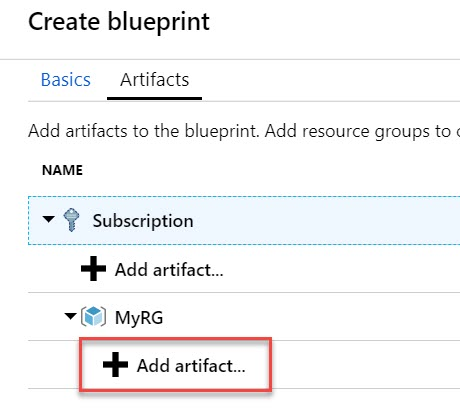 Create blueprint
Basics Artifacts
Add artifacts to the blueprint. Add resource groups to
NAME
Subscription
Add artifact...
MyRG
Add artifact...